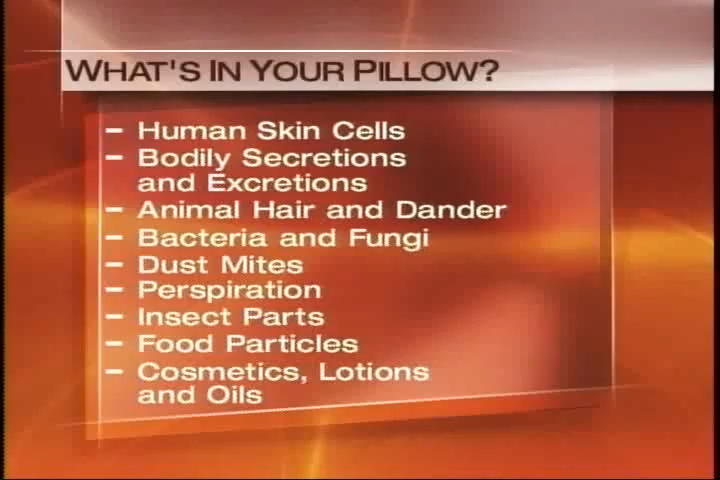 WHAT'S IN YOUR PILLOW?
– Human Skin Cells
– Bodily Secretions
and Excretions
– Animal Hair and Dander
– Bacteria and Fungi
– Dust Mites
– Perspiration
– Insect Parts
– Food Particles
– Cosmetics, Lotions
and Oils